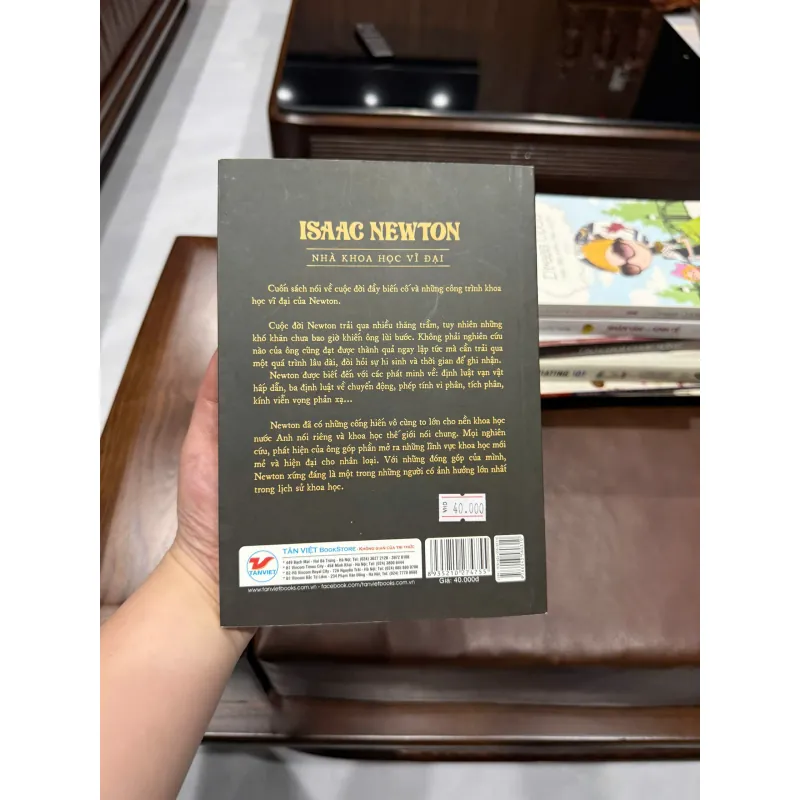 ISAAC NEWTON
NHÀ KHOA HỌC VĨ ĐẠI
Cuốn sách nói về cuộc đời đầy biến cố và những công trình khoa
học vĩ đại của Newton.
Cuộc đời Newton trải qua nhiều thăng trầm, tuy nhiên những
khó khăn chưa bao giờ khiến ông lùi bước. Không phải nghiên cứu
nào của ông cũng đạt được thành quả ngay lập tức mà cần trải qua
một quá trình lâu dài, đòi hỏi sự hi sinh và thời gian để ghi nhận.
Newton được biết đến với các phát minh về: định luật vạn vật
hấp dẫn, ba định luật về chuyển động, phép tính vi phân, tích phân,
kính viễn vọng phản xạ...
Newton đã có những cống hiến vô cùng to lớn cho nền khoa học
nước Anh nói riêng và khoa học thế giới nói chung. Mọi nghiên
cứu, phát hiện của ông góp phần mở ra những lĩnh vực khoa học mới
mẻ và hiện đại cho nhân loại. Với những đóng góp của mình,
Newton xứng đáng là một trong những người có ảnh hưởng lớn nhất
trong lịch sử khoa học.
VHD 40.000
TÂN VIỆT BOOKSTORE
TANVIET
www.tanvietbooks.com.vn - facebook.com/tanvietbooks.vn
8 935210 274755
Giá: 40.000đ